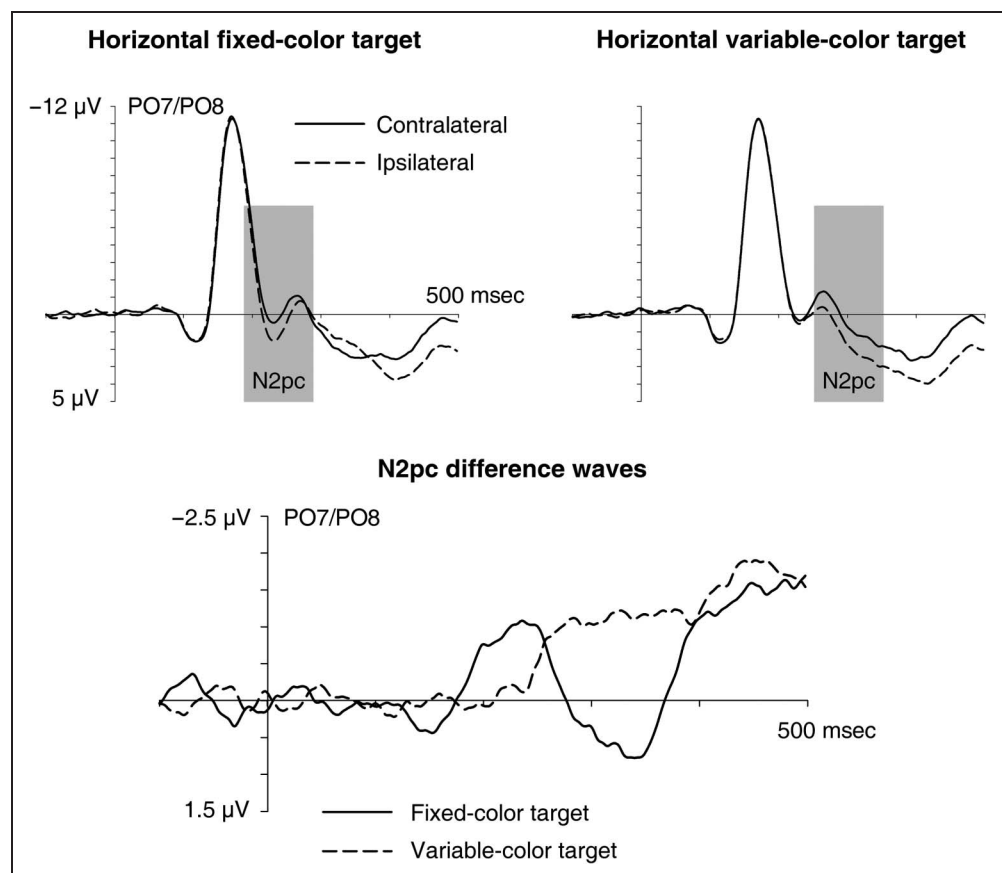 Horizontal fixed-color target
Horizontal variable-color target
−12 µV
PO7/PO8
Contralateral
Ipsilateral
500 msec
N2pc
N2pc
5 µV
N2pc difference waves
−2.5 µV
PO7/PO8
500 msec
1.5 µV
Fixed-color target
Variable-color target